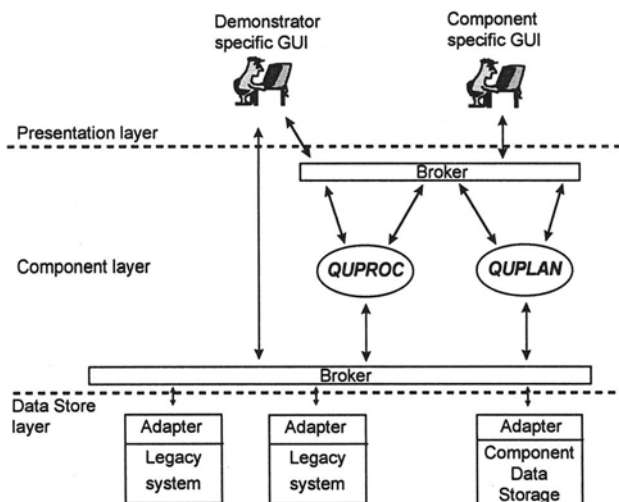 Demonstrator
specific GUI
Component
specific GUI
Presentation layer
Broker
Component layer
QUPROC
QUPLAN
Broker
Data Store
layer
Adapter
Legacy
system
Adapter
Legacy
system
Adapter
Component
Data
Storage